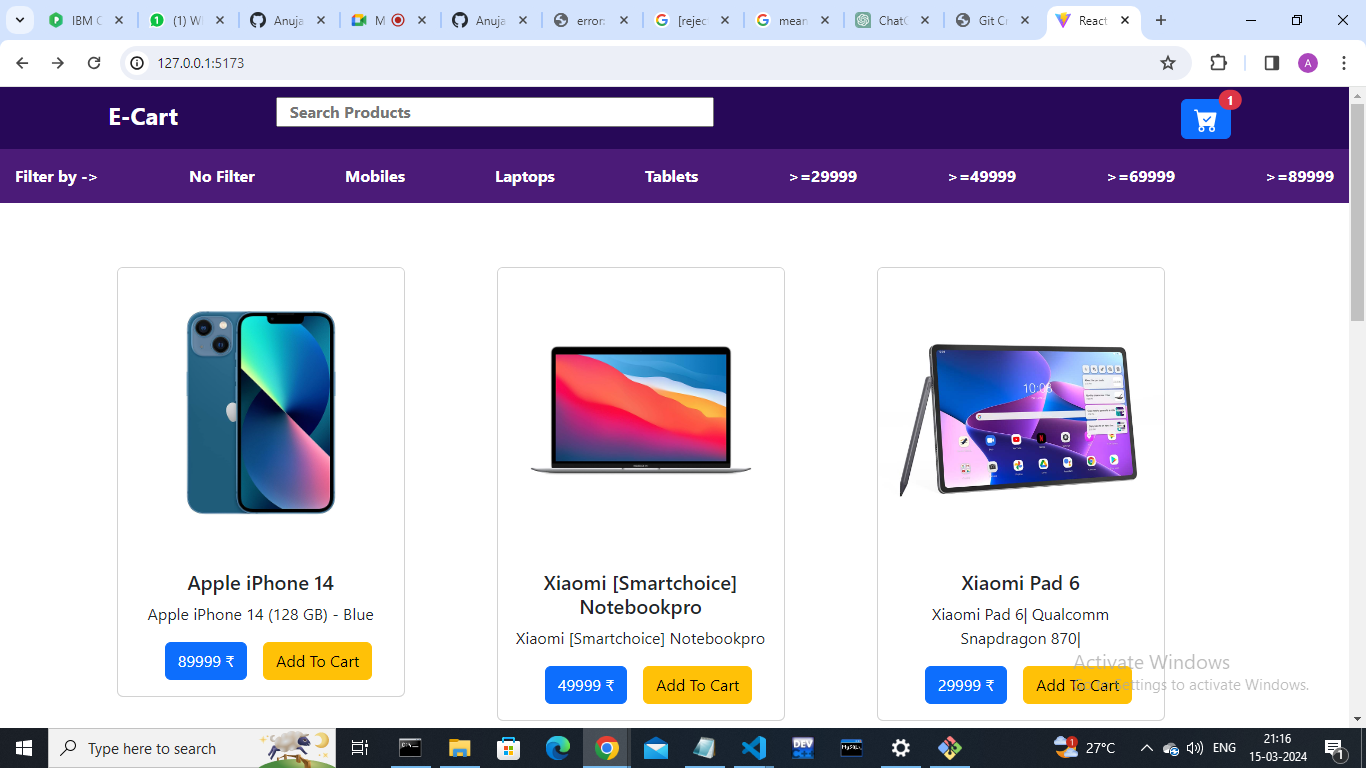 IBM C
(1) W
Anuja
M
Anuja
error:
[rejec
mean
ChatG
Git Cr
React
127.0.0.1:5173
A
E-Cart
Search Products
1
Filter by -> No Filter Mobiles Laptops Tablets >=29999 >=49999 >=69999 >=89999
10:06
Apple iPhone 14
Apple iPhone 14 (128 GB) - Blue
89999 ₹ Add To Cart
Xiaomi [Smartchoice]
Notebookpro
Xiaomi [Smartchoice] Notebookpro
49999 ₹ Add To Cart
Xiaomi Pad 6
Xiaomi Pad 6| Qualcomm
Snapdragon 870|
29999 ₹ Add To Cart
Activate Windows
settings to activate Windows.
Type here to search
DEV
MySQL
1
27°C
ENG
21:16
15-03-2024
1